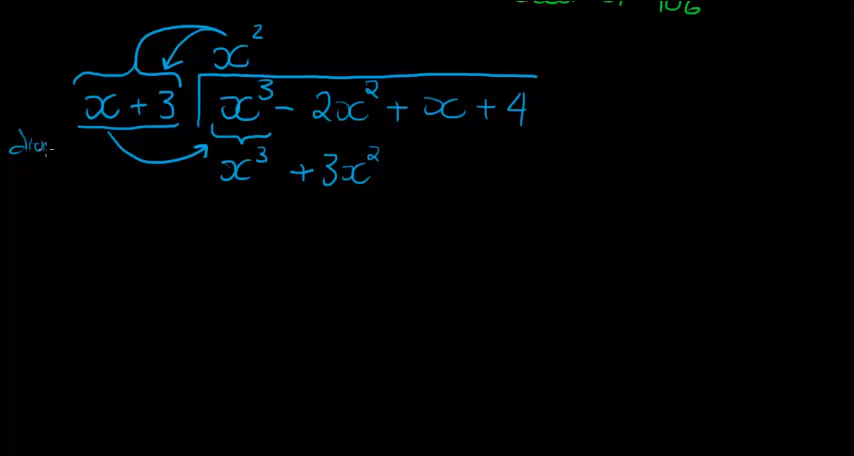 x²
x + 3 | x³ - 2x² + x + 4
x³ + 3x²